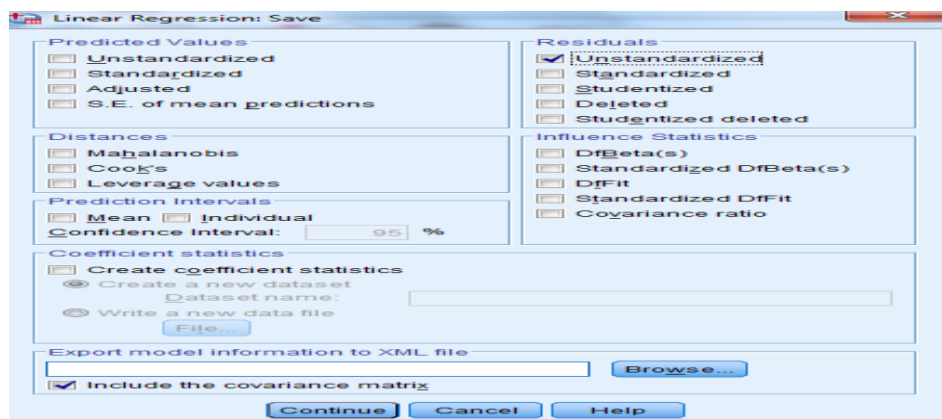 Linear Regression: Save
Predicted Values
Unstandardized
Standardized
Adjusted
S.E. of mean predictions
Residuals
Unstandardized
Standardized
Studentized
Deleted
Studentized deleted
Distances
Mahalanobis
Cook's
Leverage values
Influence Statistics
DfBeta(s)
Standardized DfBeta(s)
DfFit
Standardized DfFit
Covariance ratio
Prediction Intervals
Mean Individual
Confidence Interval: 95 %
Coefficient statistics
Create coefficient statistics
Create a new dataset
Dataset name:
Write a new data file
File...
Export model information to XML file
Browse...
Include the covariance matrix
Continue Cancel Help